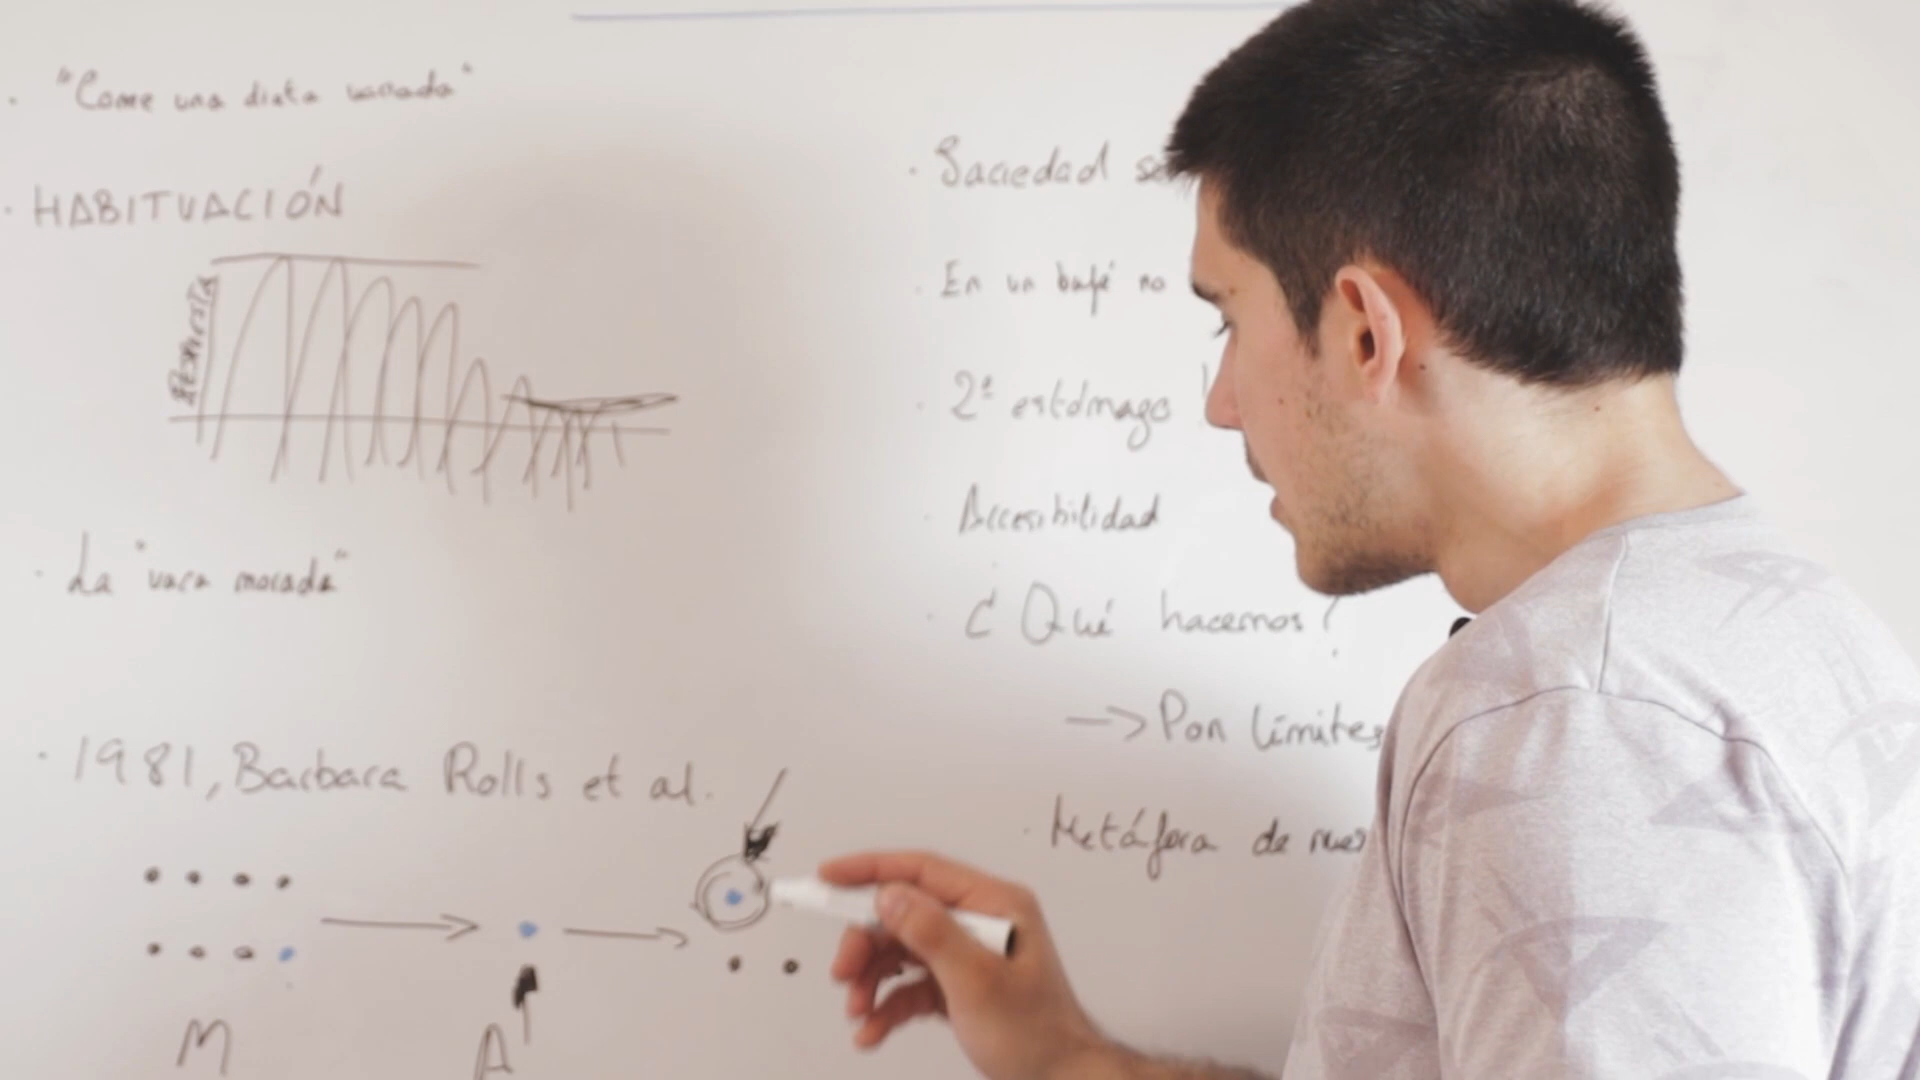 "Come una dieta variada"
HABITUACIÓN
Respuesta
La "vaca morada"
1981, Barbara Rolls et al.
M
A
Saciedad
En un bufé no
2º estómago
Accesibilidad
¿Qué hacemos?
Pon límites
Metáfora de